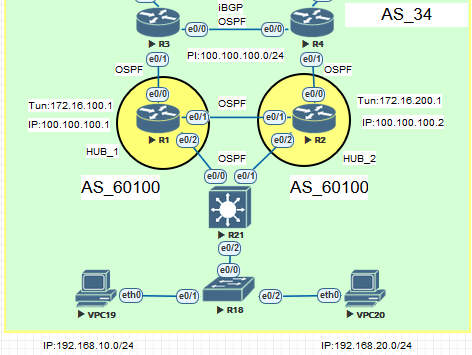 iBGP
OSPF
AS_34
R3
e0/0
e0/0
R4
e0/1
PI:100.100.100.0/24
e0/1
OSPF
OSPF
Tun:172.16.100.1
e0/0
OSPF
e0/0
Tun:172.16.200.1
IP:100.100.100.1
e0/1
e0/1
IP:100.100.100.2
R1
e0/2
e0/2
R2
HUB_1
OSPF
HUB_2
AS_60100
e0/0
e0/1
AS_60100
R21
e0/2
e0/0
eth0
e0/1
e0/2
eth0
VPC19
R18
VPC20
IP:192.168.10.0/24
IP:192.168.20.0/24